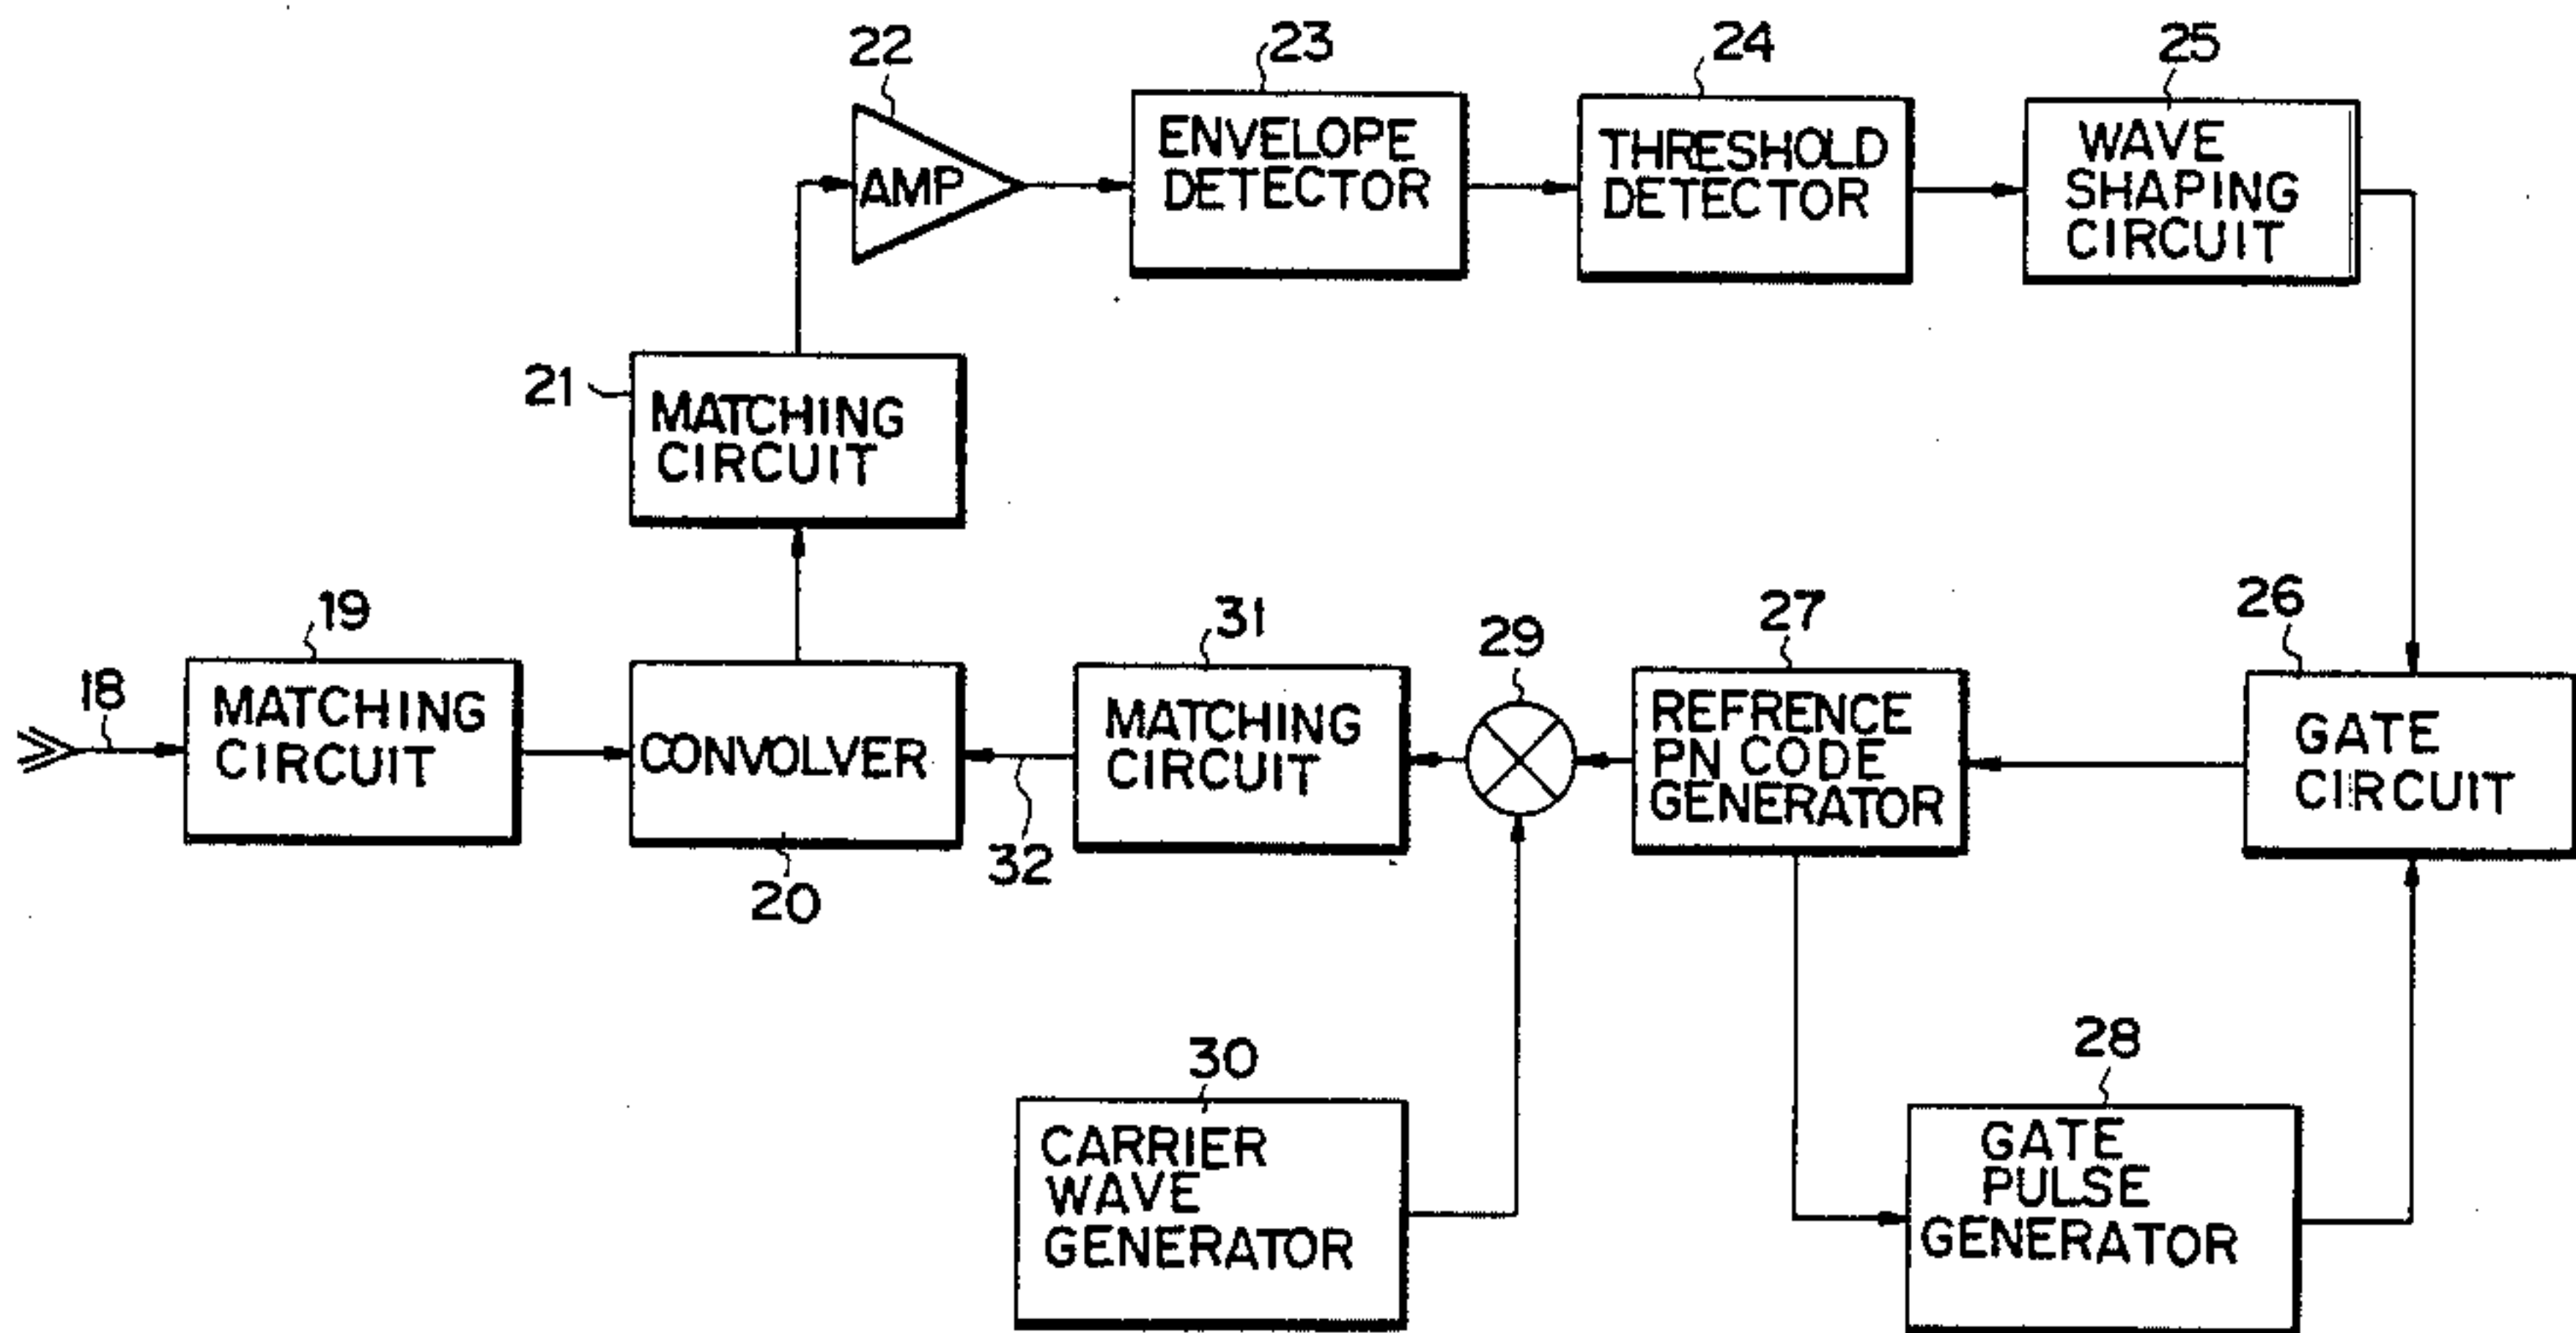 22
23
24
25
AMP
ENVELOPE
DETECTOR
THRESHOLD
DETECTOR
WAVE
SHAPING
CIRCUIT
21
MATCHING
CIRCUIT
18
19
MATCHING
CIRCUIT
CONVOLVER
20
31
MATCHING
CIRCUIT
32
29
27
REFRENCE
PN CODE
GENERATOR
26
GATE
CIRCUIT
30
CARRIER
WAVE
GENERATOR
28
GATE
PULSE
GENERATOR